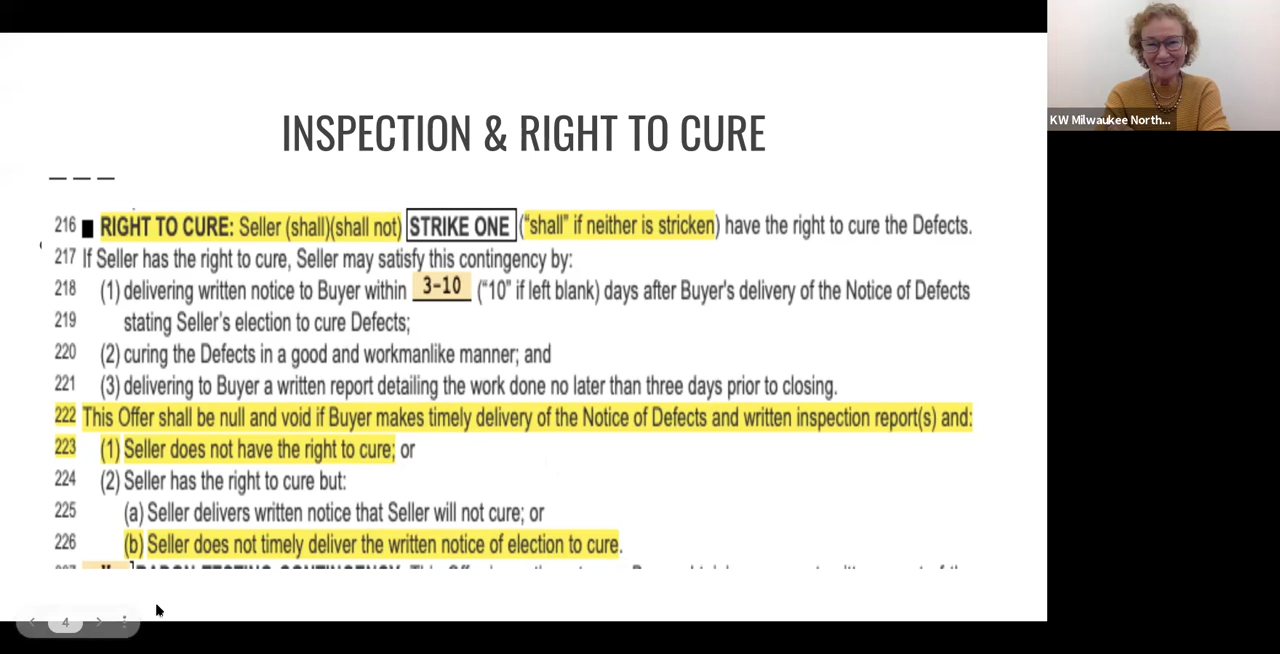 INSPECTION & RIGHT TO CURE
216 ■ RIGHT TO CURE: Seller (shall)(shall not) STRIKE ONE ("shall" if neither is stricken) have the right to cure the Defects.
217 If Seller has the right to cure, Seller may satisfy this contingency by:
218 (1) delivering written notice to Buyer within 3-10 ("10" if left blank) days after Buyer's delivery of the Notice of Defects
219 stating Seller's election to cure Defects;
220 (2) curing the Defects in a good and workmanlike manner; and
221 (3) delivering to Buyer a written report detailing the work done no later than three days prior to closing.
222 This Offer shall be null and void if Buyer makes timely delivery of the Notice of Defects and written inspection report(s) and:
223 (1) Seller does not have the right to cure; or
224 (2) Seller has the right to cure but:
225 (a) Seller delivers written notice that Seller will not cure; or
226 (b) Seller does not timely deliver the written notice of election to cure.
RADON TESTING CONTINGENCY: This Offer
4
KW Milwaukee North...